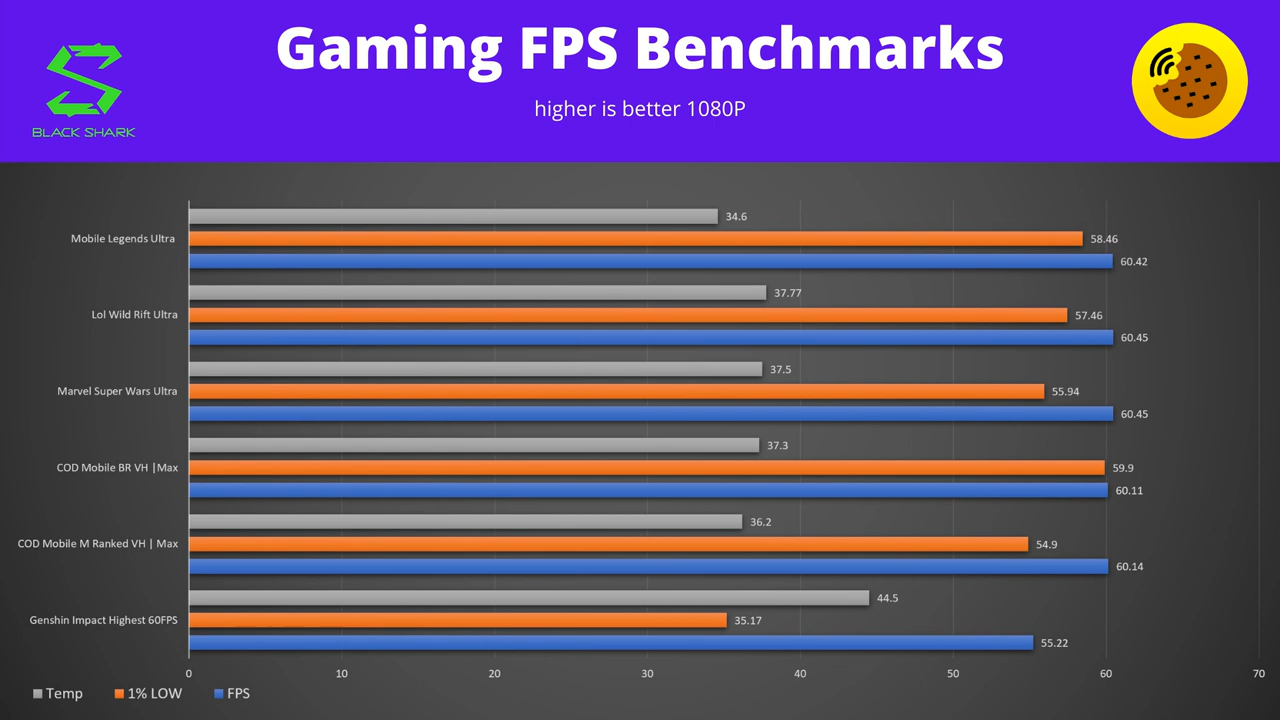 Gaming FPS Benchmarks
higher is better 1080P
BLACK SHARK
Mobile Legends Ultra
34.6
58.46
60.42
Lol Wild Rift Ultra
37.77
57.46
60.45
Marvel Super Wars Ultra
37.5
55.94
60.45
COD Mobile BR VH |Max
37.3
59.9
60.11
COD Mobile M Ranked VH | Max
36.2
54.9
60.14
Genshin Impact Highest 60FPS
44.5
35.17
55.22
0 10 20 30 40 50 60 70
Temp 1% LOW FPS